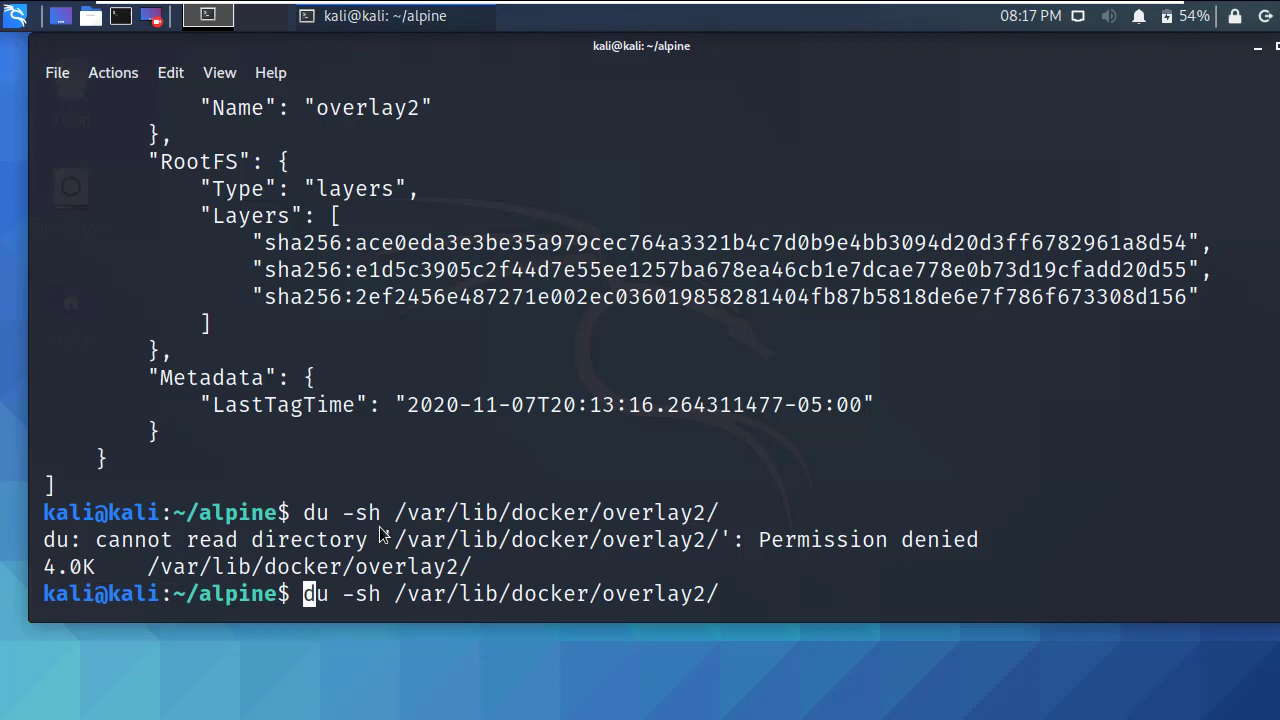 kali@kali: ~/alpine
08:17 PM
54%
kali@kali: ~/alpine
File Actions Edit View Help
"Name": "overlay2"
},
"RootFS": {
"Type": "layers",
"Layers": [
"sha256:ace0eda3e3be35a979cec764a3321b4c7d0b9e4bb3094d20d3ff6782961a8d54",
"sha256:e1d5c3905c2f44d7e55ee1257ba678ea46cb1e7dcae778e0b73d19cfadd20d55",
"sha256:2ef2456e487271e002ec036019858281404fb87b5818de6e7f786f673308d156"
]
},
"Metadata": {
"LastTagTime": "2020-11-07T20:13:16.264311477-05:00"
}
}
]
kali@kali:~/alpine$ du -sh /var/lib/docker/overlay2/
du: cannot read directory '/var/lib/docker/overlay2/': Permission denied
4.0K /var/lib/docker/overlay2/
kali@kali:~/alpine$ du -sh /var/lib/docker/overlay2/